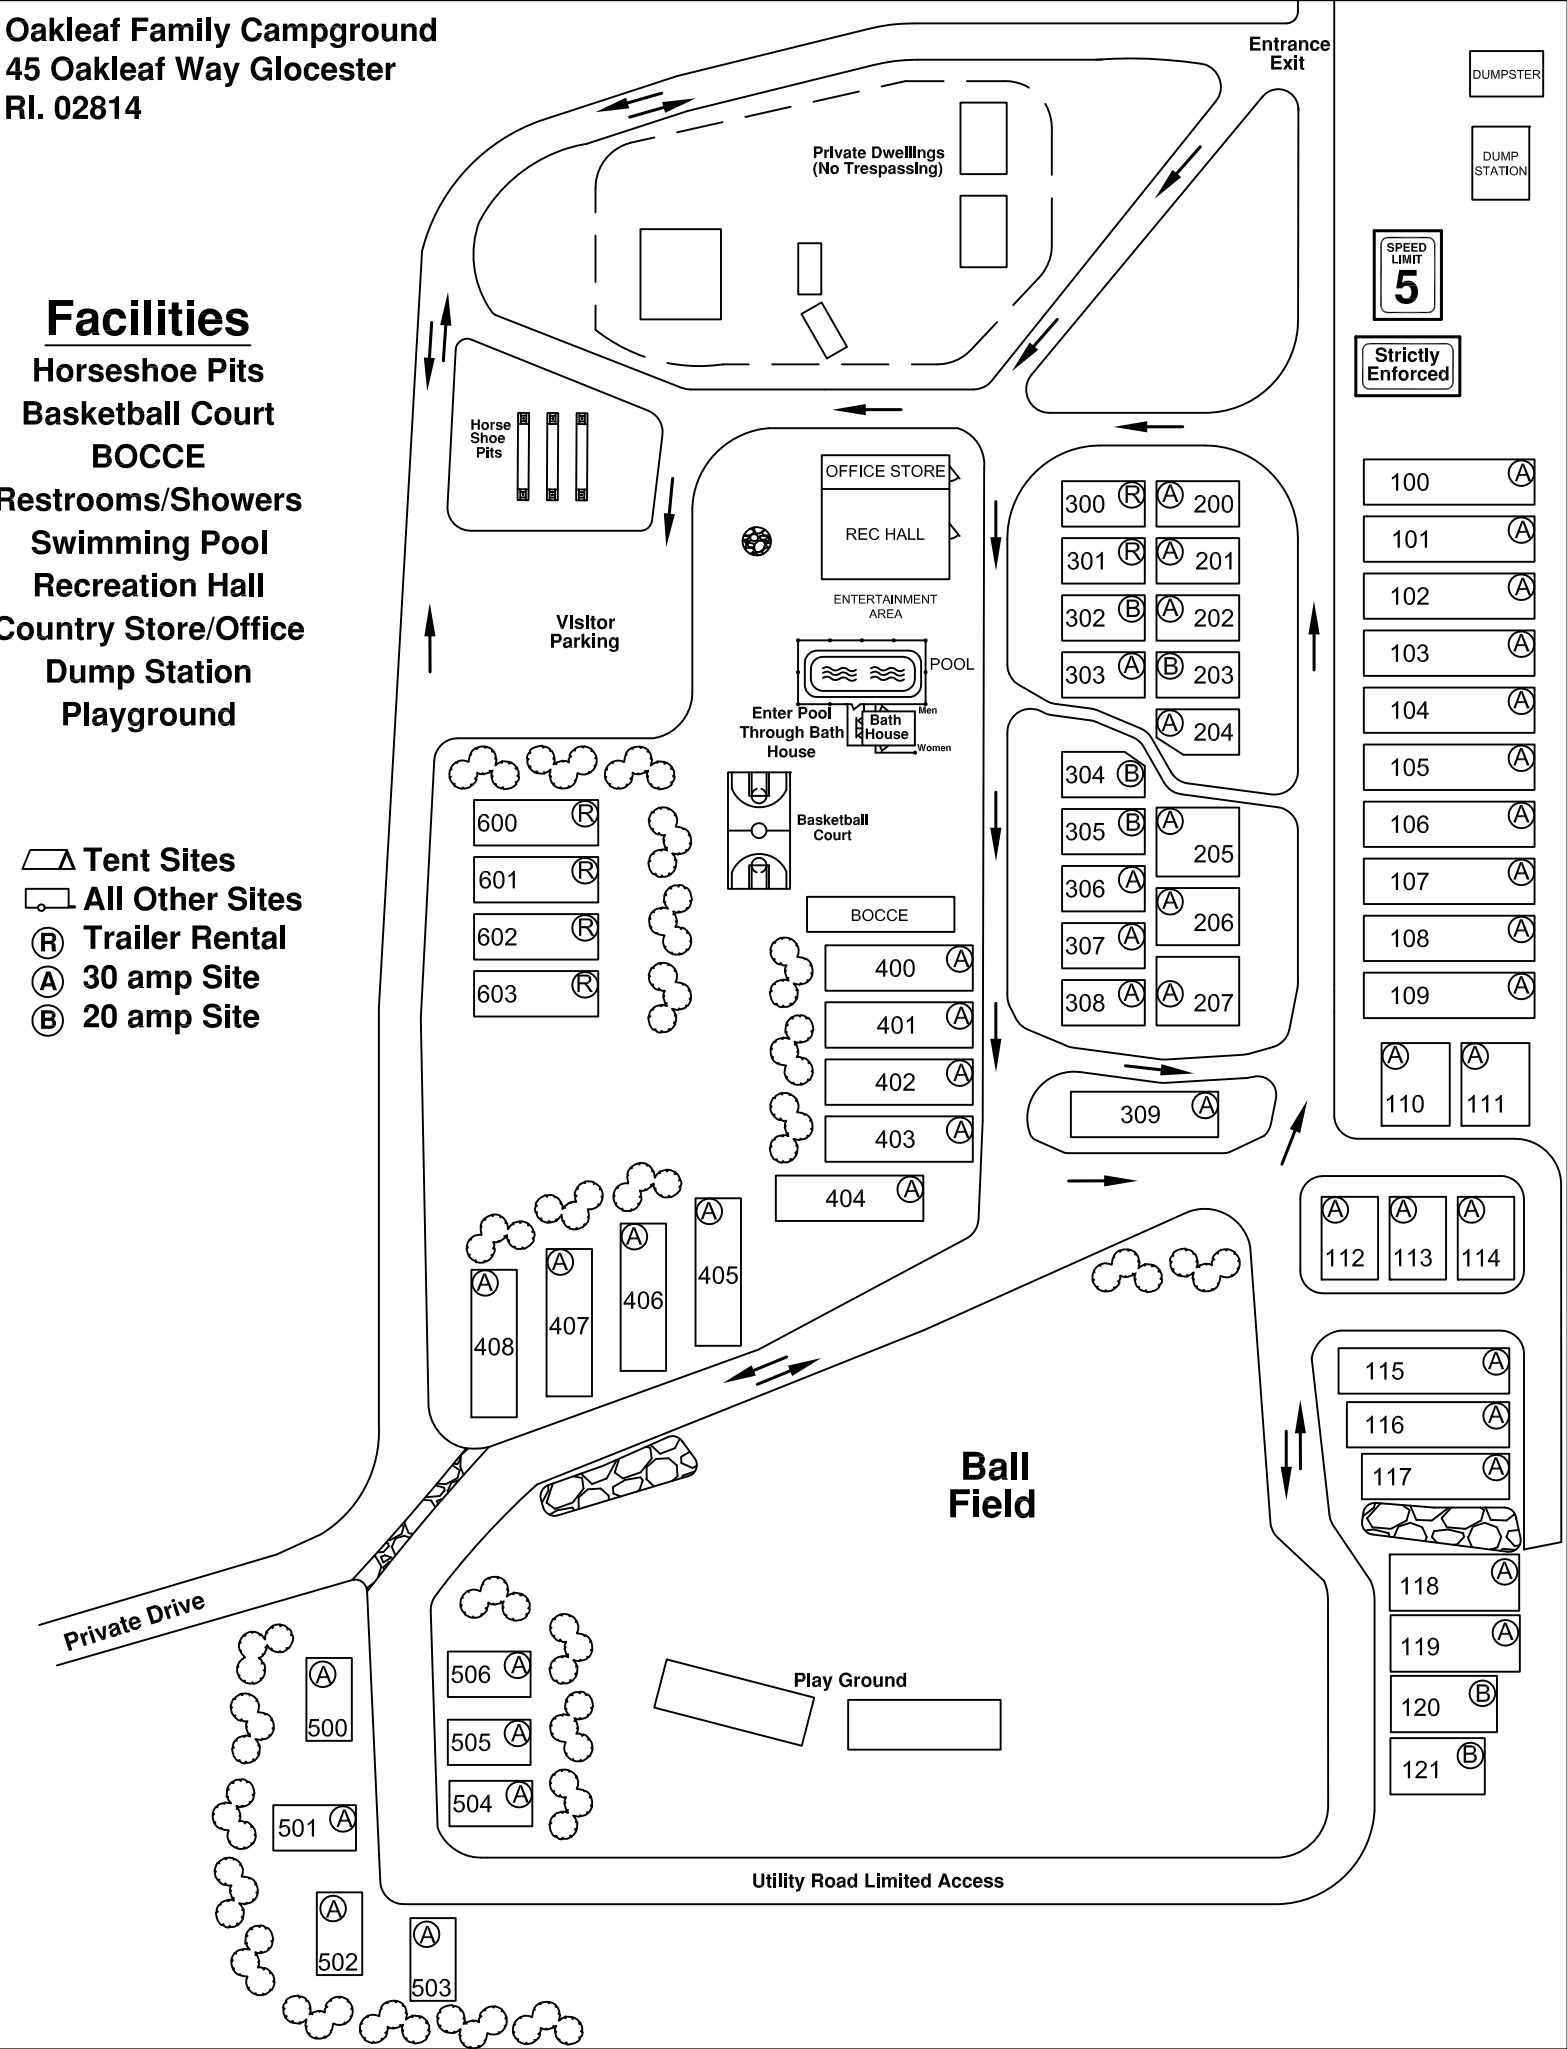 Oakleaf Family Campground
45 Oakleaf Way Glocester
RI. 02814
Entrance
Exit
DUMPSTER
DUMP
STATION
Private Dwellings
(No Trespassing)
SPEED
LIMIT
5
Strictly
Enforced
Facilities
Horseshoe Pits
Basketball Court
BOCCE
Restrooms/Showers
Swimming Pool
Recreation Hall
Country Store/Office
Dump Station
Playground
Tent Sites
All Other Sites
R Trailer Rental
A 30 amp Site
B 20 amp Site
Horse
Shoe
Pits
Visitor
Parking
OFFICE STORE
REC HALL
ENTERTAINMENT
AREA
POOL
Enter Pool
Through Bath
House
Bath
House
Men
Women
Basketball
Court
BOCCE
300 R
A 200
301 R
A 201
302 B
A 202
303 A
B 203
A 204
304 B
305 B
A 205
306 A
A 206
307 A
308 A
A 207
309 A
100 A
101 A
102 A
103 A
104 A
105 A
106 A
107 A
108 A
109 A
A 110
A 111
A 112
A 113
A 114
115 A
116 A
117 A
118 A
119 A
120 B
121 B
600 R
601 R
602 R
603 R
400 A
401 A
402 A
403 A
404 A
A 405
A 406
A 407
A 408
Ball
Field
Private Drive
A 500
501 A
A 502
A 503
506 A
505 A
504 A
Play Ground
Utility Road Limited Access